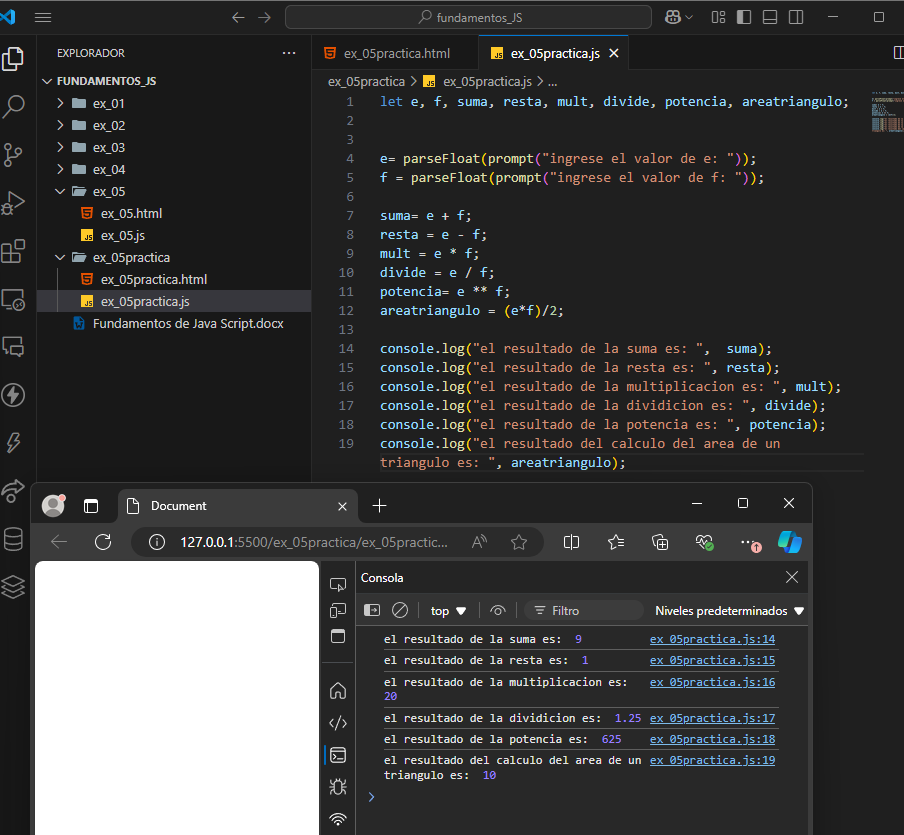 fundamentos_JS
EXPLORADOR
FUNDAMENTOS_JS
ex_01
ex_02
ex_03
ex_04
ex_05
ex_05.html
JS ex_05.js
ex_05practica
ex_05practica.html
JS ex_05practica.js
Fundamentos de Java Script.docx
ex_05practica.html
JS ex_05practica.js
ex_05practica > JS ex_05practica.js > ...
1 let e, f, suma, resta, mult, divide, potencia, areatriangulo;
2
3
4 e= parseFloat(prompt("ingrese el valor de e: "));
5 f = parseFloat(prompt("ingrese el valor de f: "));
6
7 suma= e + f;
8 resta = e - f;
9 mult = e * f;
10 divide = e / f;
11 potencia= e ** f;
12 areatriangulo = (e*f)/2;
13
14 console.log("el resultado de la suma es: ",  suma);
15 console.log("el resultado de la resta es: ", resta);
16 console.log("el resultado de la multiplicacion es: ", mult);
17 console.log("el resultado de la dividicion es: ", divide);
18 console.log("el resultado de la potencia es: ", potencia);
19 console.log("el resultado del calculo del area de un
triangulo es: ", areatriangulo);
Document
127.0.0.1:5500/ex_05practica/ex_05practic...
Consola
top
Filtro
Niveles predeterminados
el resultado de la suma es:  9 ex_05practica.js:14
el resultado de la resta es:  1 ex_05practica.js:15
el resultado de la multiplicacion es: ex_05practica.js:16
20
el resultado de la dividicion es:  1.25 ex_05practica.js:17
el resultado de la potencia es:  625 ex_05practica.js:18
el resultado del calculo del area de un ex_05practica.js:19
triangulo es:  10